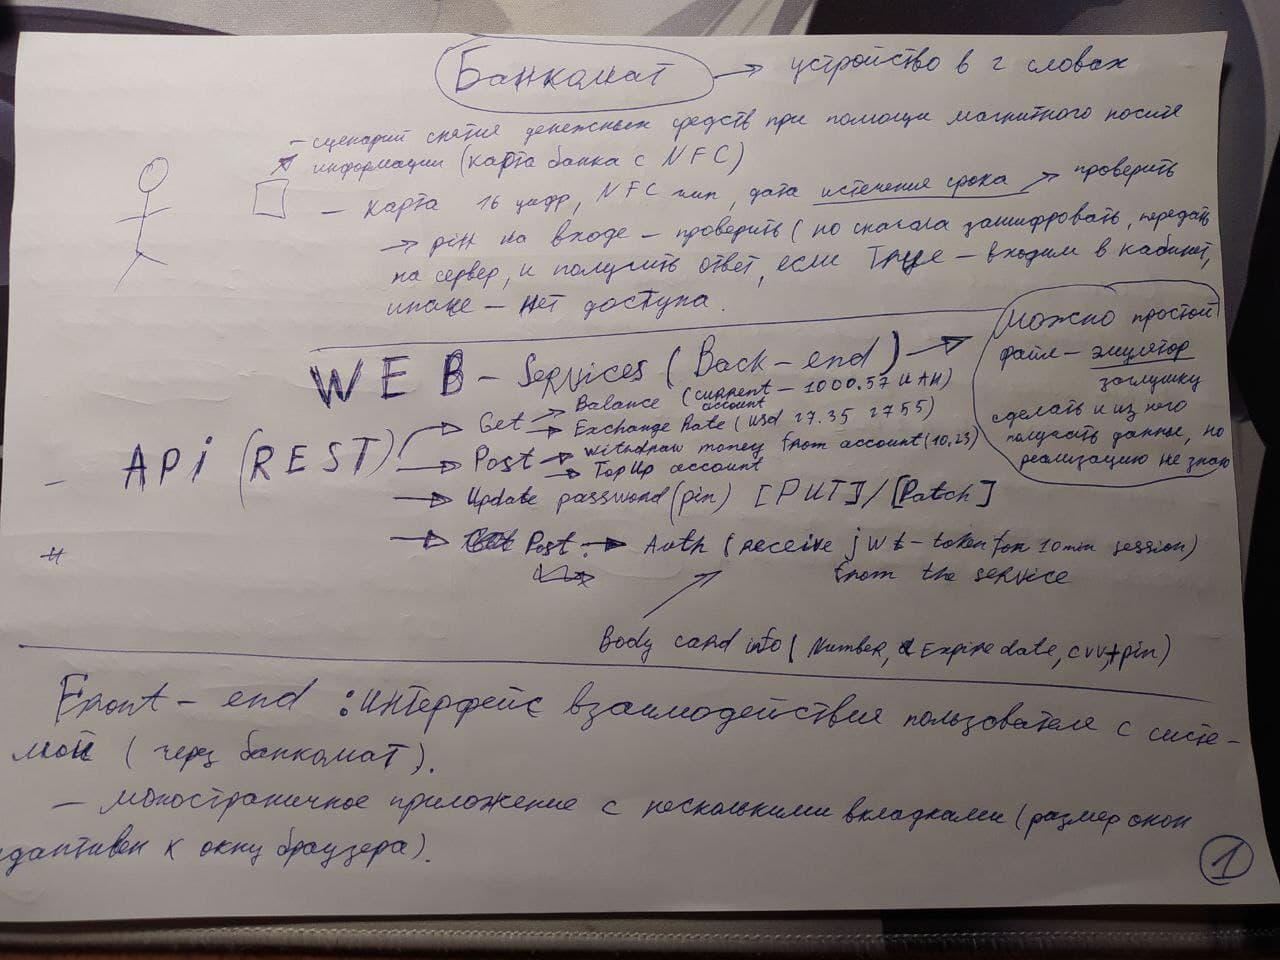 Банкомат → устройство в 2 словах
- сценарий снятия денежных средств при помощи магнитного носите
информации (карта банка с NFC)
- карта 16 цифр, NFC чип, дата истечения срока → проверить
→ pin на входе - проверить (но сначала зашифровать, передать
на сервер, и получить ответ, если True - входим в кабинет,
иначе - нет доступа.
WEB - Services (Back-end) →
можно простой
файл - эмулятор
заглушку
сделать и из него
получать данные, но
реализацию не знаю
- API (REST)
→ Get → Balance (current account - 1000.57 UAH)
→ Exchange Rate (usd 27.35 27.55)
→ Post → Withdraw money from account (10,23)
→ TopUp account
→ Update password (pin) [PUT]/[Patch]
→ Post → Auth (receive jwt-token for 10 min session)
from the service
#
Body card info (Number, Expire date, cvv, + pin)
Front-end : интерфейс взаимодействия пользователя с систе-
мой (через банкомат).
- моностраничное приложение с несколькими вкладками (размер окон
адаптивен к окну браузера).
1